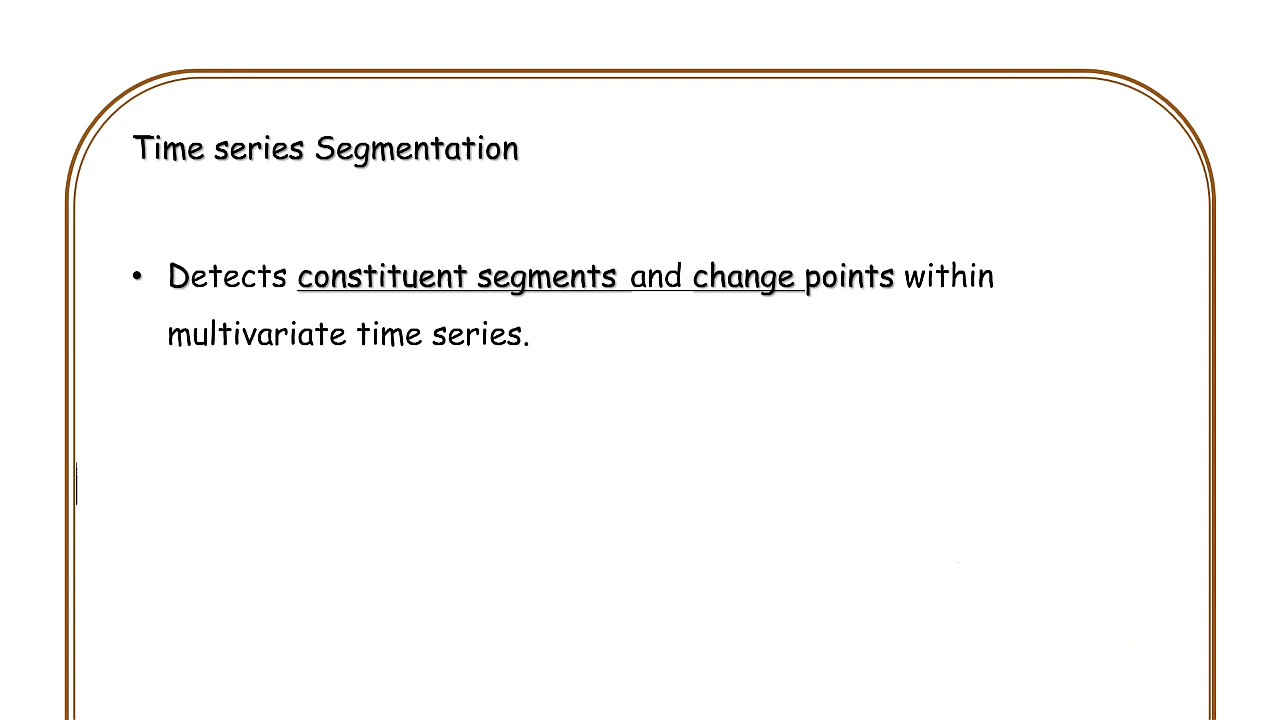 Time series Segmentation
• Detects constituent segments and change points within
multivariate time series.